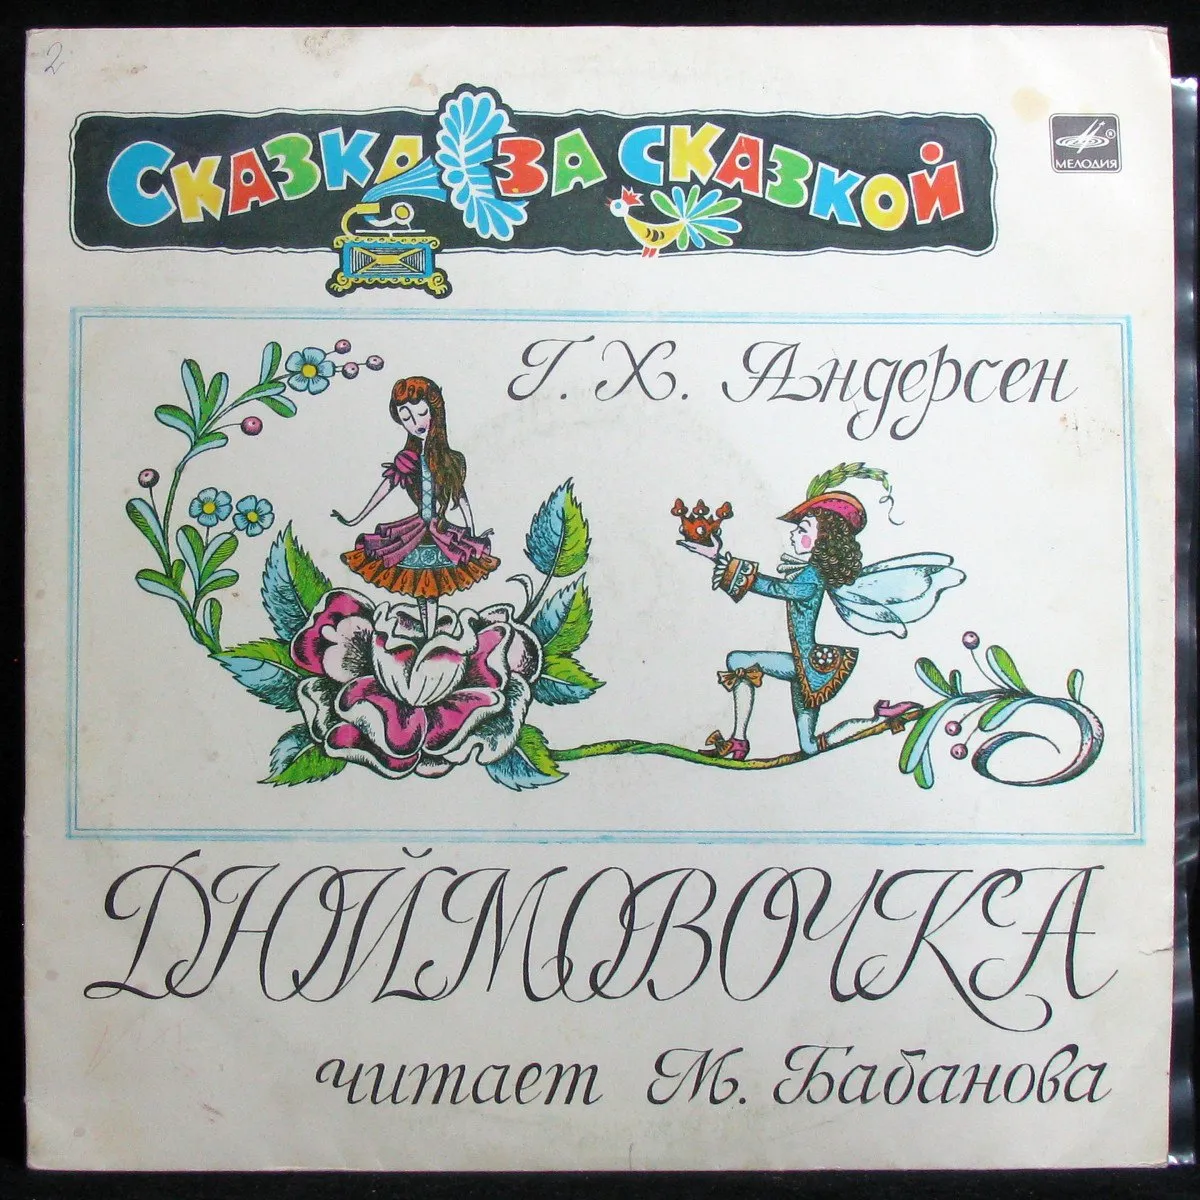 2
Сказка за сказкой
® МЕЛОДИЯ
Г. Х. Андерсен
ДЮЙМОВОЧКА
читает М. Бабанова